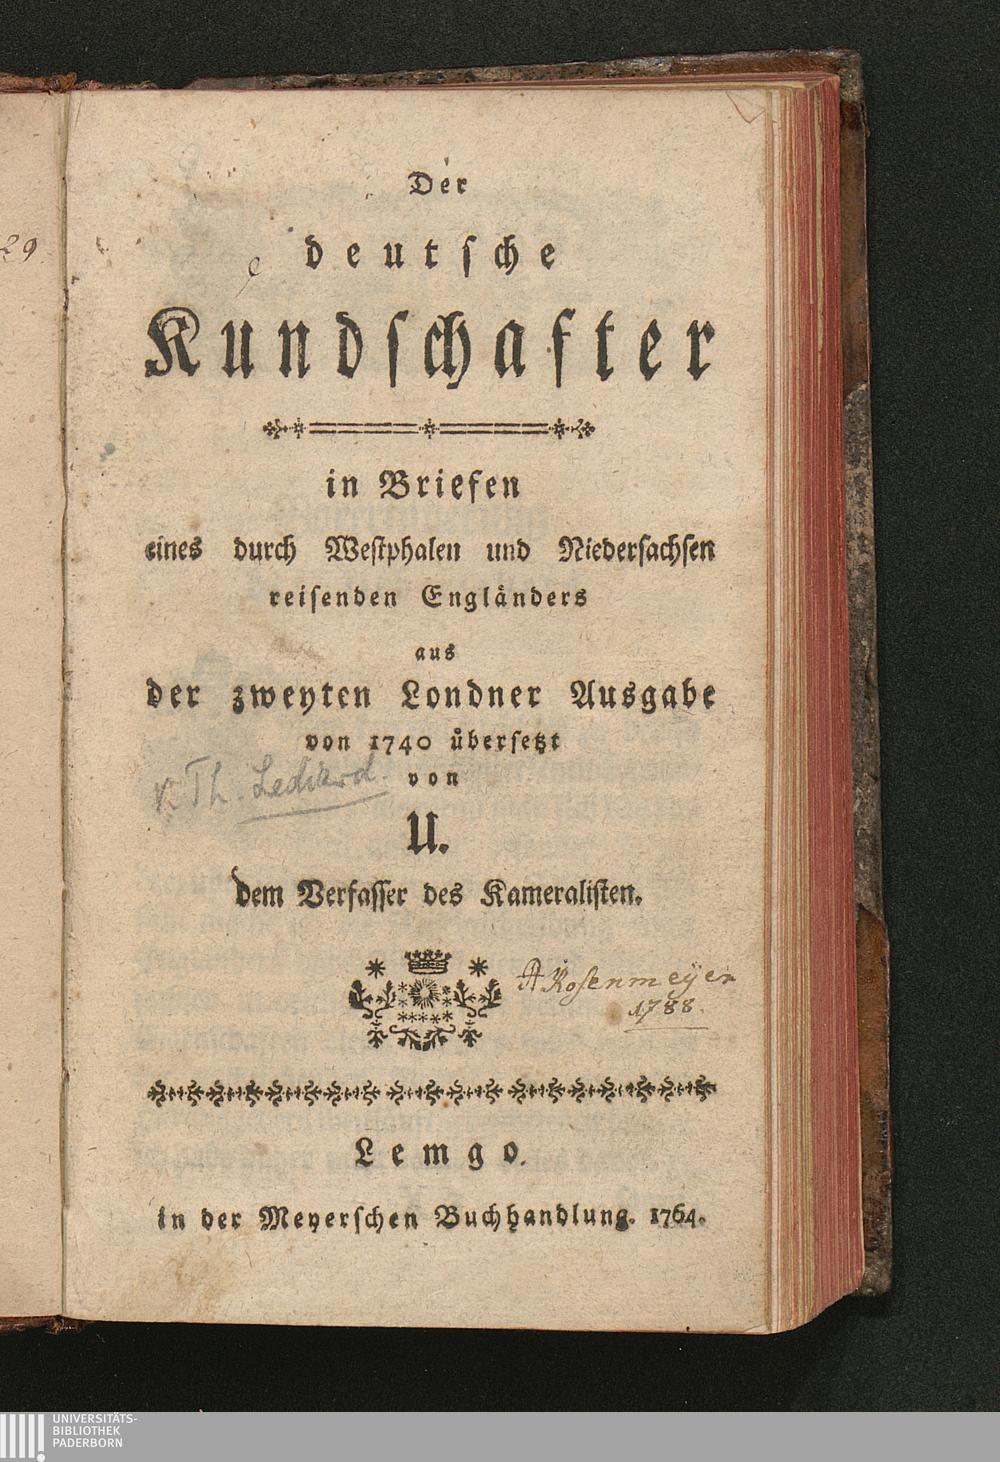 29
Der
deutsche
Kundschafter
in Briefen
eines durch Westphalen und Niedersachsen
reisenden Engländers
aus
der zweyten Londner Ausgabe
von 1740 übersetzt
v. Th. Lediard.
von
U.
dem Verfasser des Kameralisten.
A Rosenmeÿer
1788.
Lemgo.
in der Meyerschen Buchhandlung. 1764.
UNIVERSITÄTS-
BIBLIOTHEK
PADERBORN